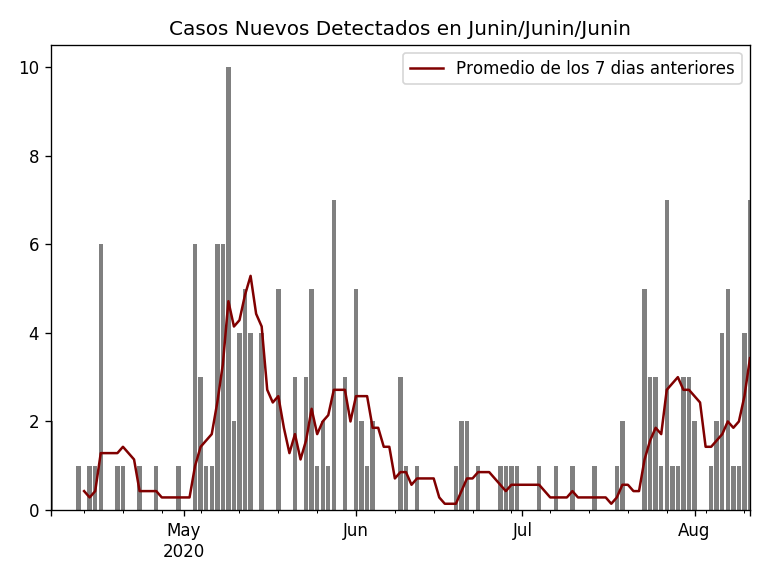 Casos Nuevos Detectados en Junin/Junin/Junin
Promedio de los 7 dias anteriores
10
8
6
4
2
0
May
2020
Jun
Jul
Aug